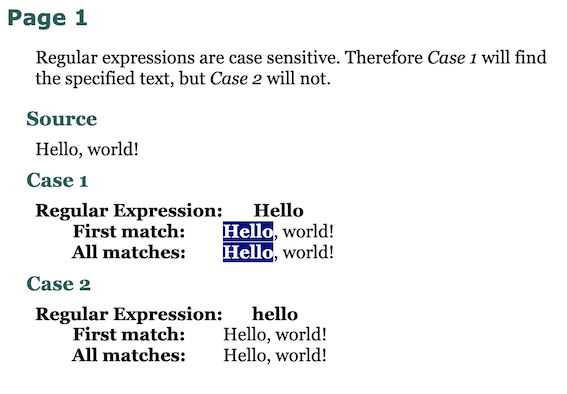 Page 1
Regular expressions are case sensitive. Therefore Case 1 will find
the specified text, but Case 2 will not.
Source
Hello, world!
Case 1
Regular Expression: Hello
First match: Hello, world!
All matches: Hello, world!
Case 2
Regular Expression: hello
First match: Hello, world!
All matches: Hello, world!